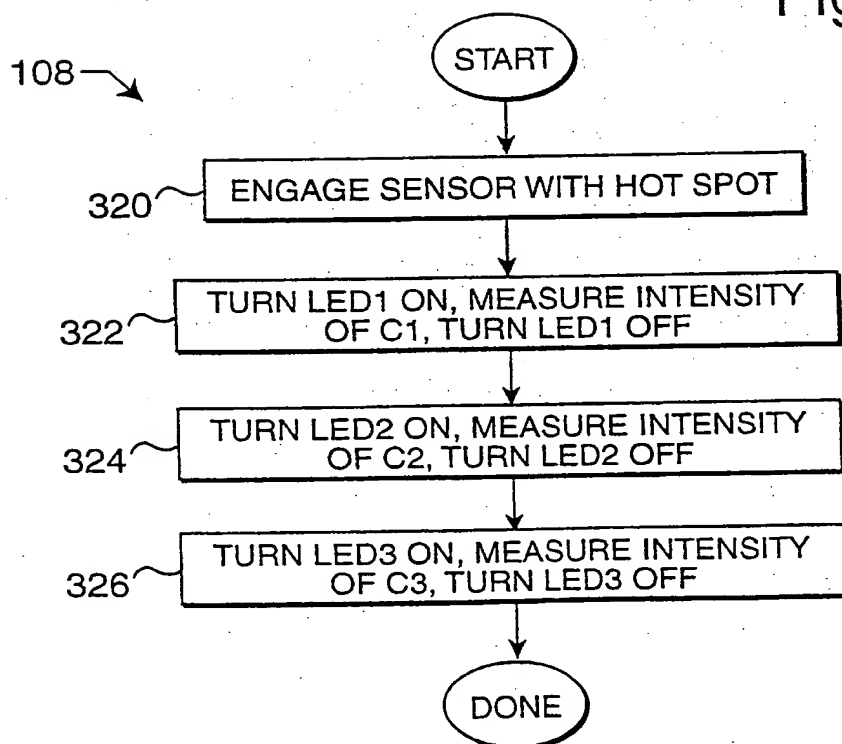 Fig
108
START
320
ENGAGE SENSOR WITH HOT SPOT
322
TURN LED1 ON, MEASURE INTENSITY
OF C1, TURN LED1 OFF
324
TURN LED2 ON, MEASURE INTENSITY
OF C2, TURN LED2 OFF
326
TURN LED3 ON, MEASURE INTENSITY
OF C3, TURN LED3 OFF
DONE